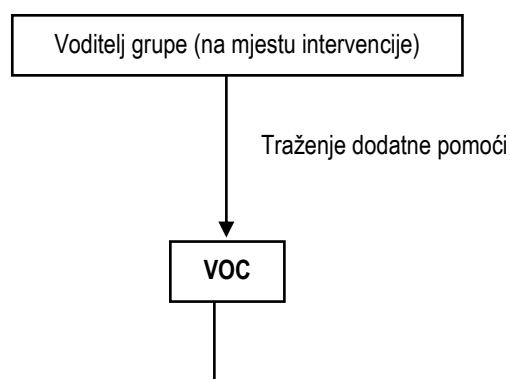 Voditelj grupe (na mjestu intervencije)
Traženje dodatne pomoći
VOC